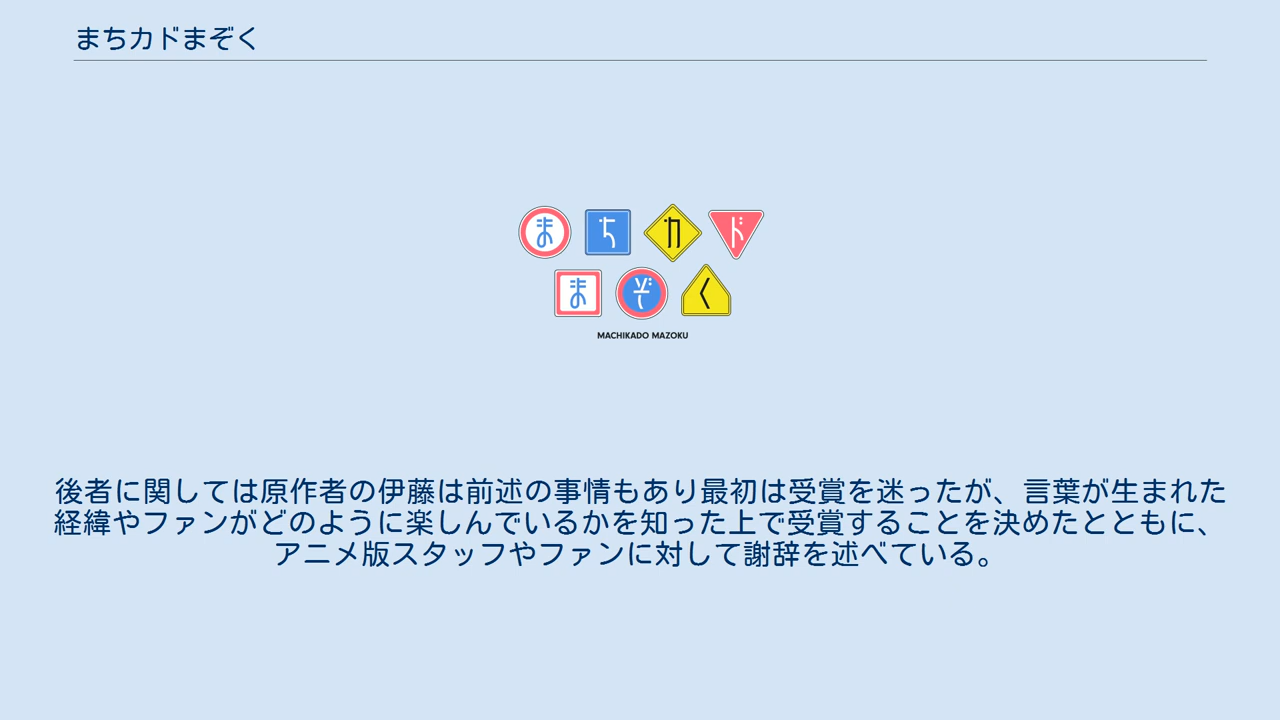 まちカドまぞく
まちカド
まぞく
MACHIKADO MAZOKU
後者に関しては原作者の伊藤は前述の事情もあり最初は受賞を迷ったが、言葉が生まれた
経緯やファンがどのように楽しんでいるかを知った上で受賞することを決めたとともに、
アニメ版スタッフやファンに対して謝辞を述べている。